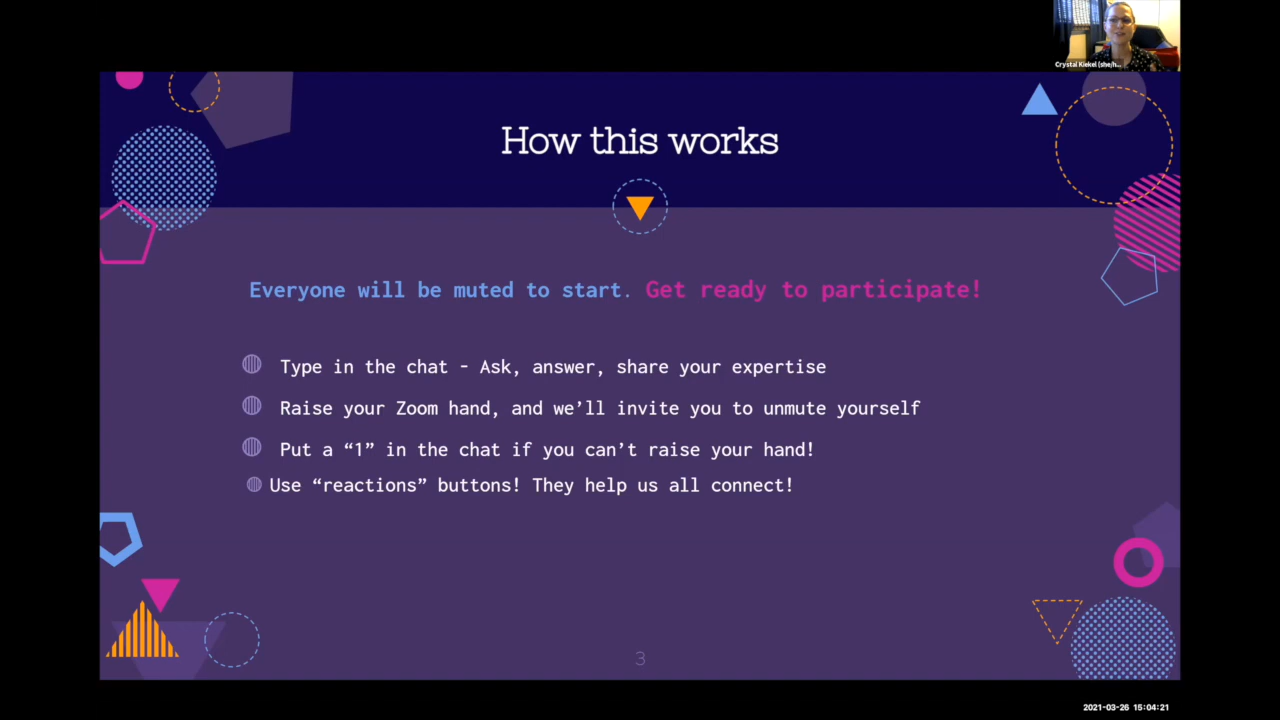 Crystal Kiekel (she/h...
How this works
Everyone will be muted to start. Get ready to participate!
Type in the chat - Ask, answer, share your expertise
Raise your Zoom hand, and we’ll invite you to unmute yourself
Put a “1” in the chat if you can’t raise your hand!
Use “reactions” buttons! They help us all connect!
3
2021-03-26 15:04:21